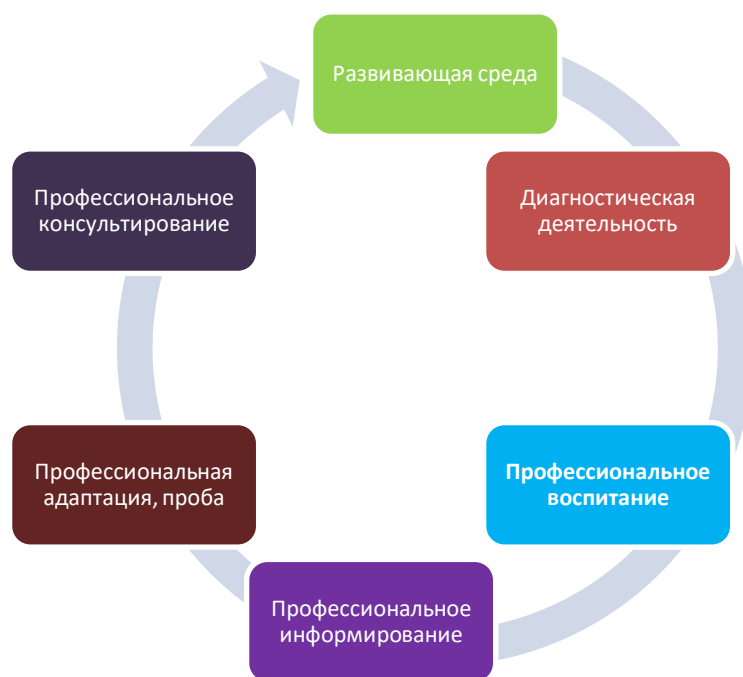 Развивающая среда
Диагностическая
деятельность
Профессиональное
воспитание
Профессиональное
информирование
Профессиональная
адаптация, проба
Профессиональное
консультирование